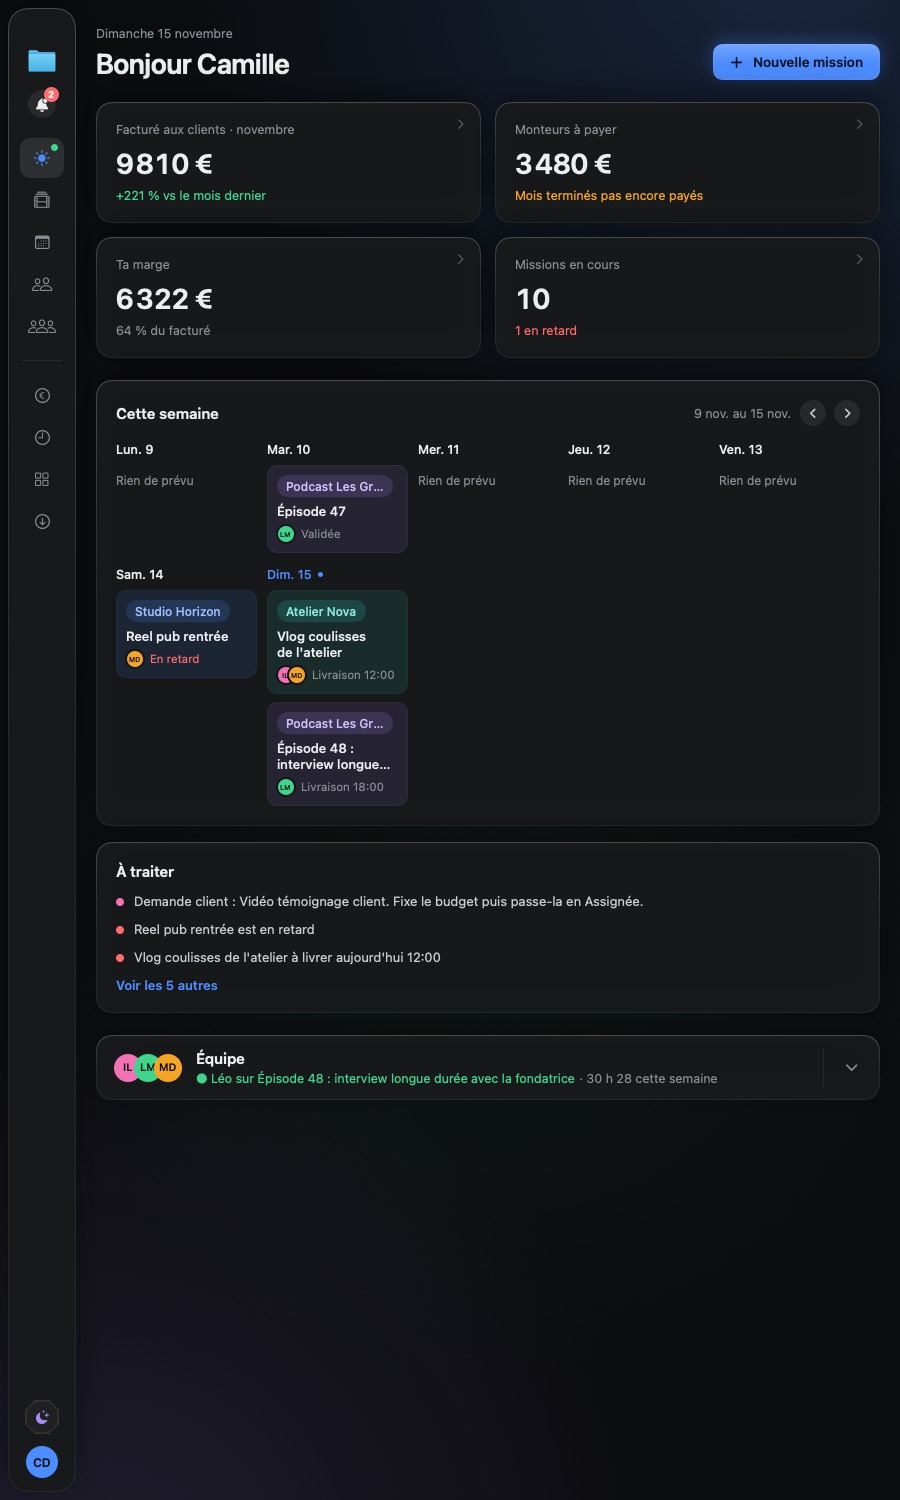 Dimanche 15 novembre
Bonjour Camille
Nouvelle mission
2
Facturé aux clients · novembre
9 810 €
+221 % vs le mois dernier
Monteurs à payer
3 480 €
Mois terminés pas encore payés
Ta marge
6 322 €
64 % du facturé
Missions en cours
10
1 en retard
Cette semaine
9 nov. au 15 nov.
Lun. 9
Rien de prévu
Mar. 10
Podcast Les Gr...
Épisode 47
LM Validée
Mer. 11
Rien de prévu
Jeu. 12
Rien de prévu
Ven. 13
Rien de prévu
Sam. 14
Studio Horizon
Reel pub rentrée
MD En retard
Dim. 15
Atelier Nova
Vlog coulisses
de l'atelier
IL MD Livraison 12:00
Podcast Les Gr...
Épisode 48 :
interview longue...
LM Livraison 18:00
À traiter
Demande client : Vidéo témoignage client. Fixe le budget puis passe-la en Assignée.
Reel pub rentrée est en retard
Vlog coulisses de l'atelier à livrer aujourd'hui 12:00
Voir les 5 autres
IL LM MD
Équipe
Léo sur Épisode 48 : interview longue durée avec la fondatrice · 30 h 28 cette semaine
CD